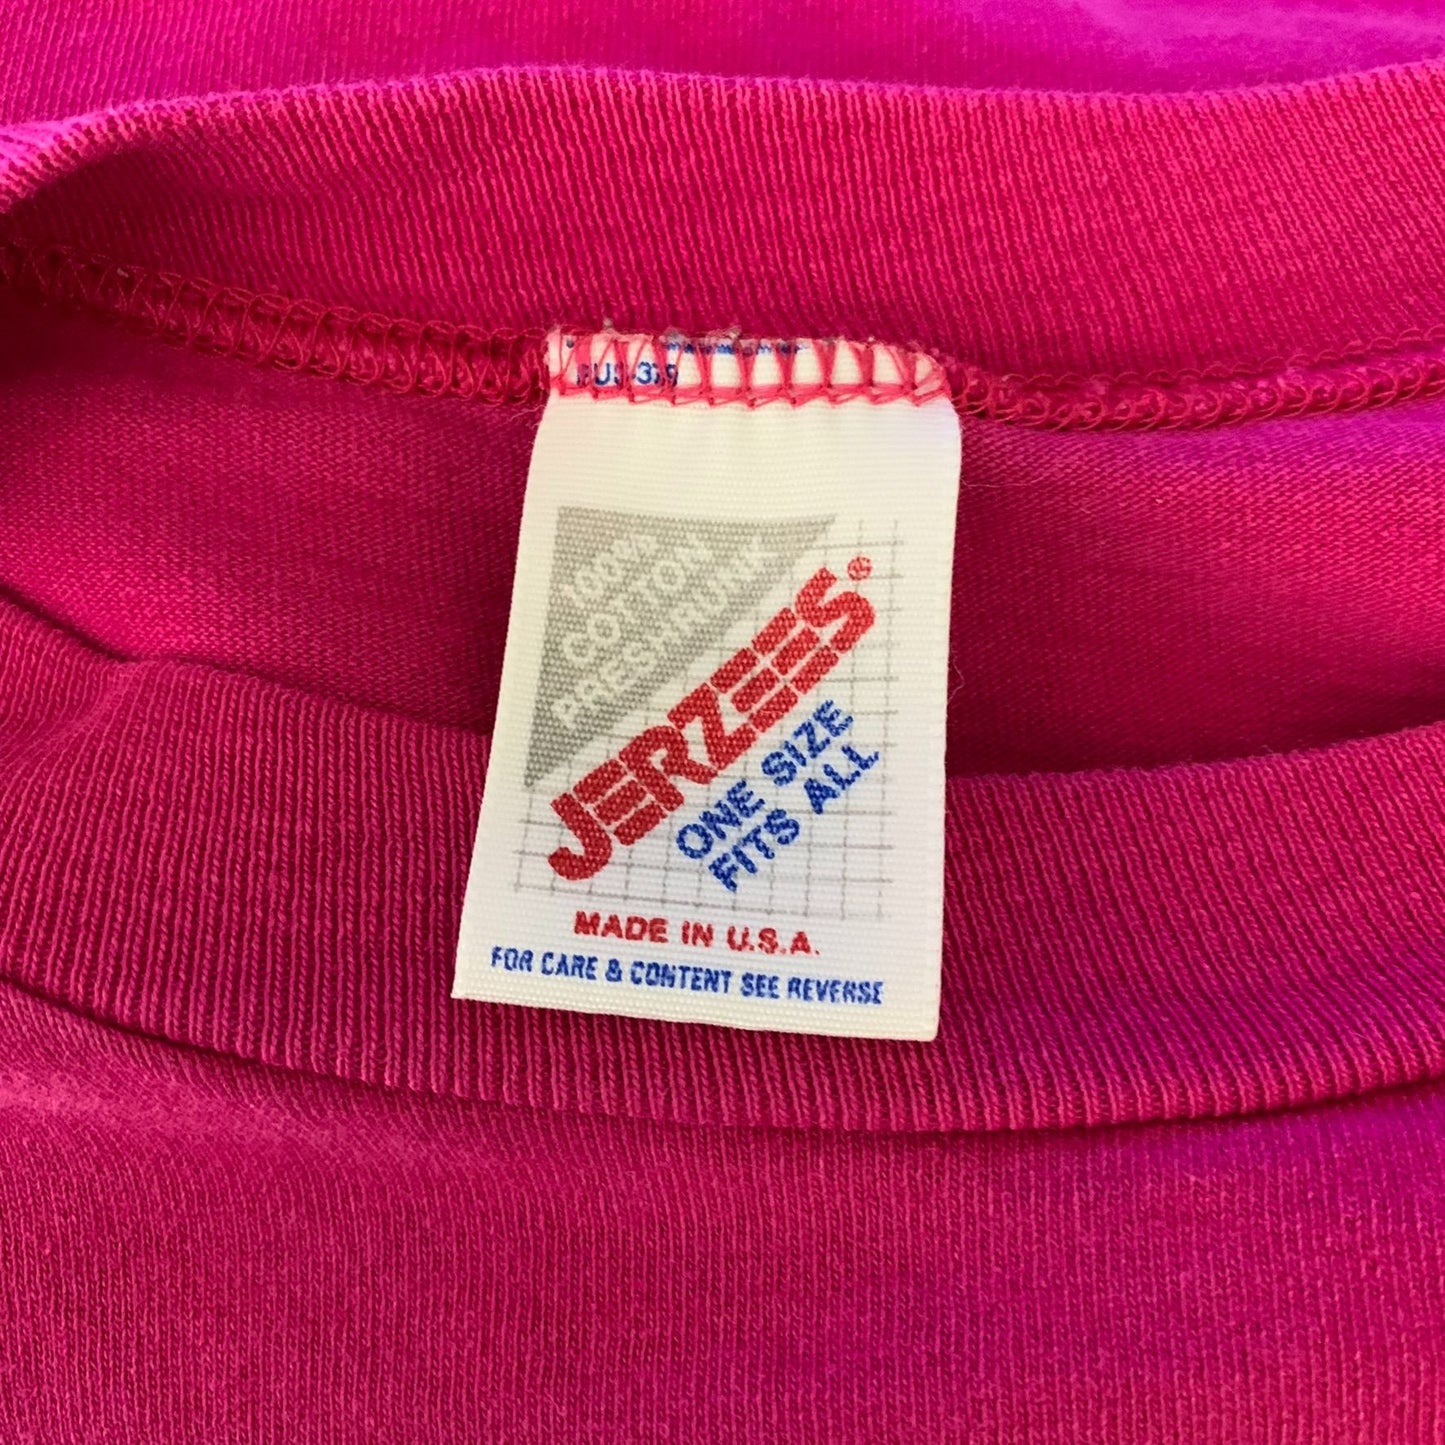 100%
COTTON
PRESHRUNK
JERZEES®
ONE SIZE
FITS ALL
MADE IN U.S.A.
FOR CARE & CONTENT SEE REVERSE